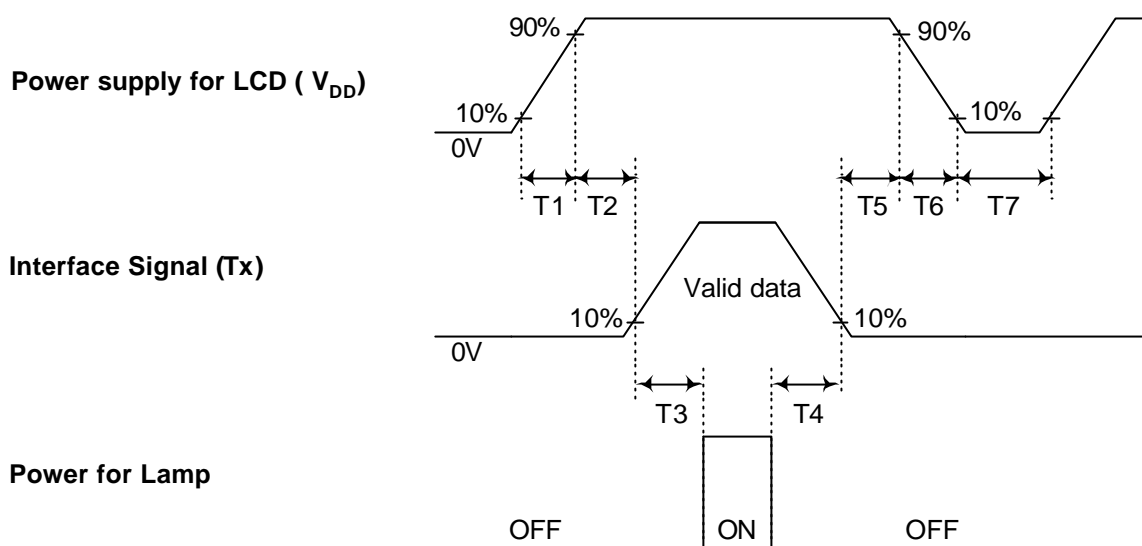 90%
90%
Power supply for LCD ( VDD)
10%
10%
0V
T1
T2
T5
T6
T7
Interface Signal (Tx)
Valid data
10%
10%
0V
T3
T4
Power for Lamp
OFF
ON
OFF